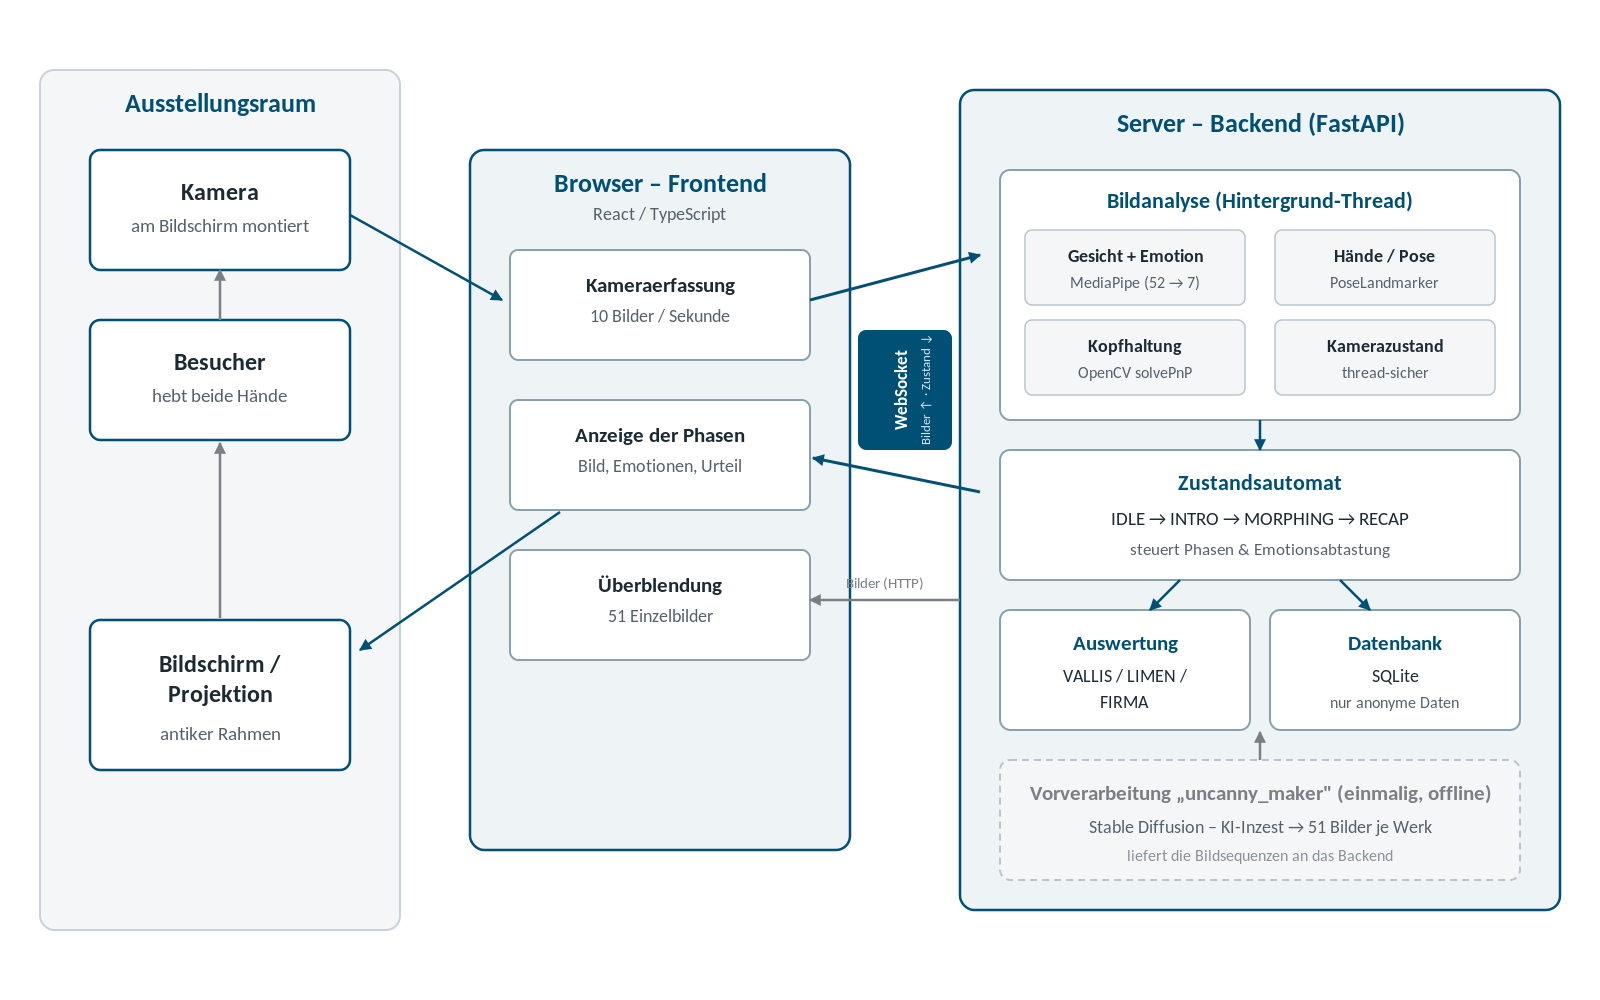 Ausstellungsraum
Kamera
am Bildschirm montiert
Besucher
hebt beide Hände
Bildschirm /
Projektion
antiker Rahmen
Browser – Frontend
React / TypeScript
Kameraerfassung
10 Bilder / Sekunde
Anzeige der Phasen
Bild, Emotionen, Urteil
Überblendung
51 Einzelbilder
WebSocket
Bilder ↑ · Zustand ↓
Bilder (HTTP)
Server – Backend (FastAPI)
Bildanalyse (Hintergrund-Thread)
Gesicht + Emotion
MediaPipe (52 → 7)
Hände / Pose
PoseLandmarker
Kopfhaltung
OpenCV solvePnP
Kamerazustand
thread-sicher
Zustandsautomat
IDLE → INTRO → MORPHING → RECAP
steuert Phasen & Emotionsabtastung
Auswertung
VALLIS / LIMEN /
FIRMA
Datenbank
SQLite
nur anonyme Daten
Vorverarbeitung „uncanny_maker" (einmalig, offline)
Stable Diffusion – KI-Inzest → 51 Bilder je Werk
liefert die Bildsequenzen an das Backend